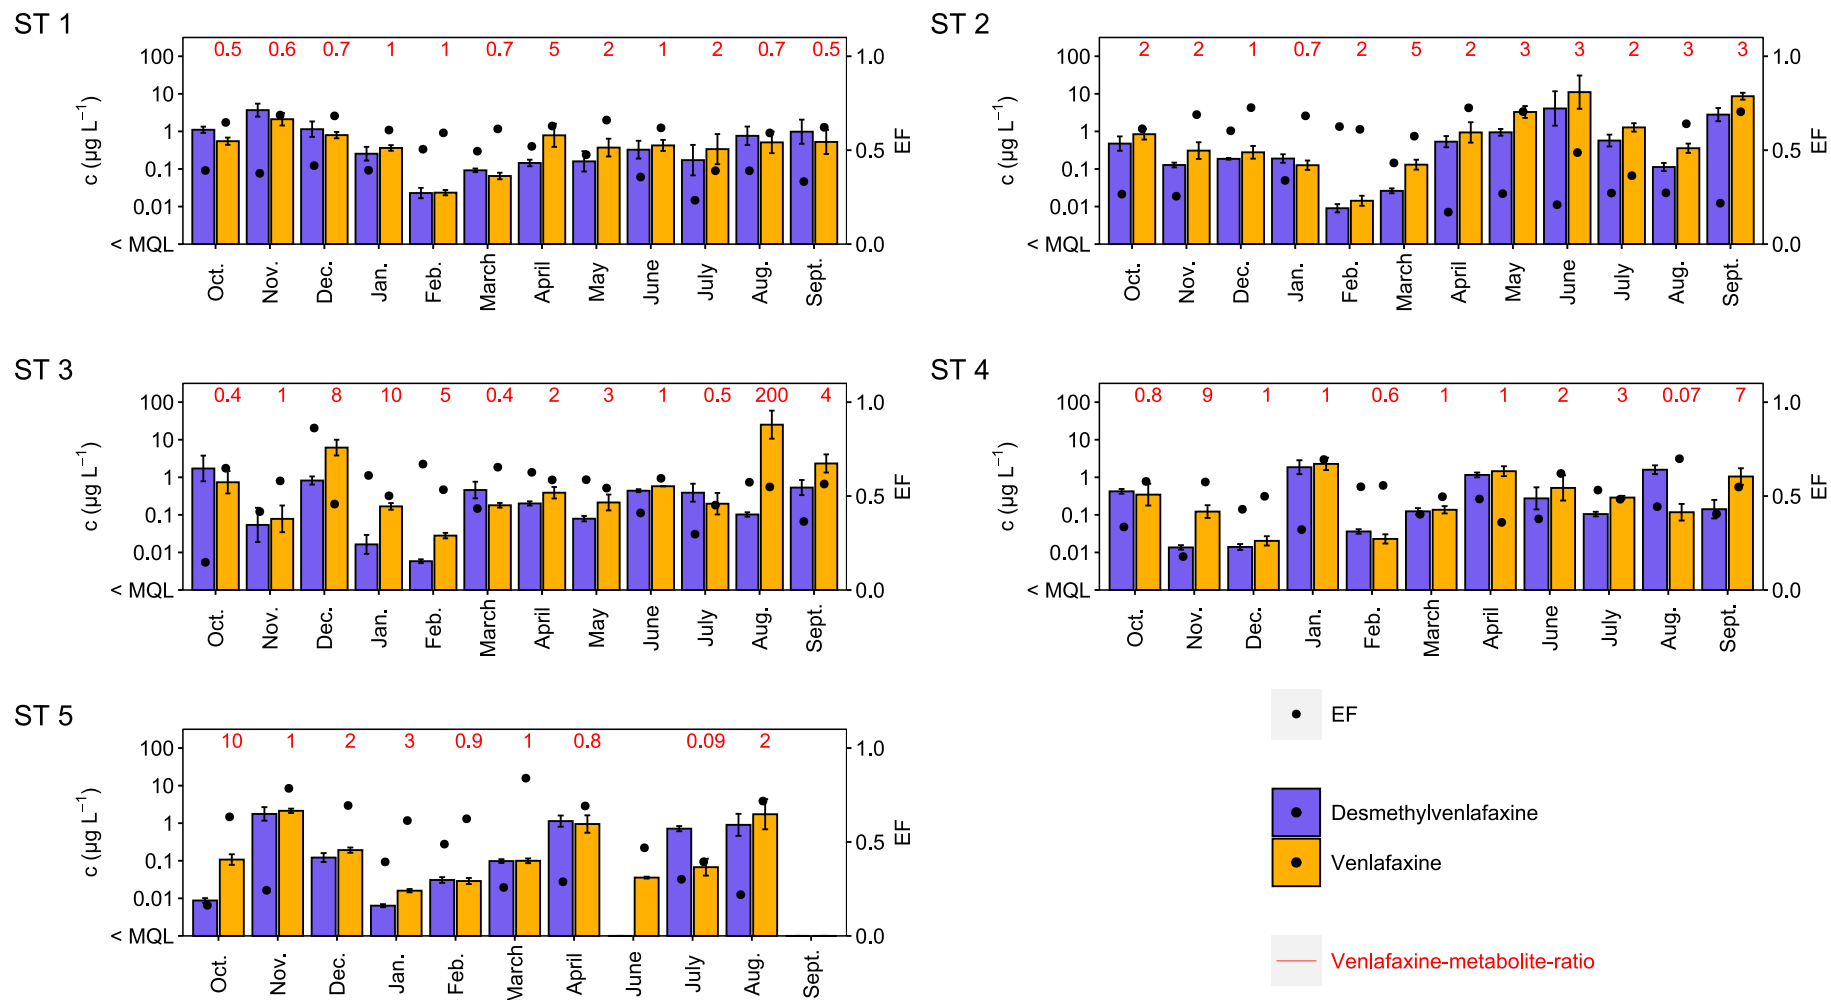 ST 1
0.5 0.6 0.7 1 1 0.7 5 2 1 2 0.7 0.5
100
10
1
0.1
0.01
< MQL
c (µg L⁻¹)
1.0
0.5
0.0
EF
Oct. Nov. Dec. Jan. Feb. March April May June July Aug. Sept.
ST 2
2 2 1 0.7 2 5 2 3 3 2 3 3
100
10
1
0.1
0.01
< MQL
c (µg L⁻¹)
1.0
0.5
0.0
EF
Oct. Nov. Dec. Jan. Feb. March April May June July Aug. Sept.
ST 3
0.4 1 8 10 5 0.4 2 3 1 0.5 200 4
100
10
1
0.1
0.01
< MQL
c (µg L⁻¹)
1.0
0.5
0.0
EF
Oct. Nov. Dec. Jan. Feb. March April May June July Aug. Sept.
ST 4
0.8 9 1 1 0.6 1 1 2 3 0.07 7
100
10
1
0.1
0.01
< MQL
c (µg L⁻¹)
1.0
0.5
0.0
EF
Oct. Nov. Dec. Jan. Feb. March April June July Aug. Sept.
ST 5
10 1 2 3 0.9 1 0.8 0.09 2
100
10
1
0.1
0.01
< MQL
c (µg L⁻¹)
1.0
0.5
0.0
EF
Oct. Nov. Dec. Jan. Feb. March April June July Aug. Sept.
EF
Desmethylvenlafaxine
Venlafaxine
Venlafaxine-metabolite-ratio